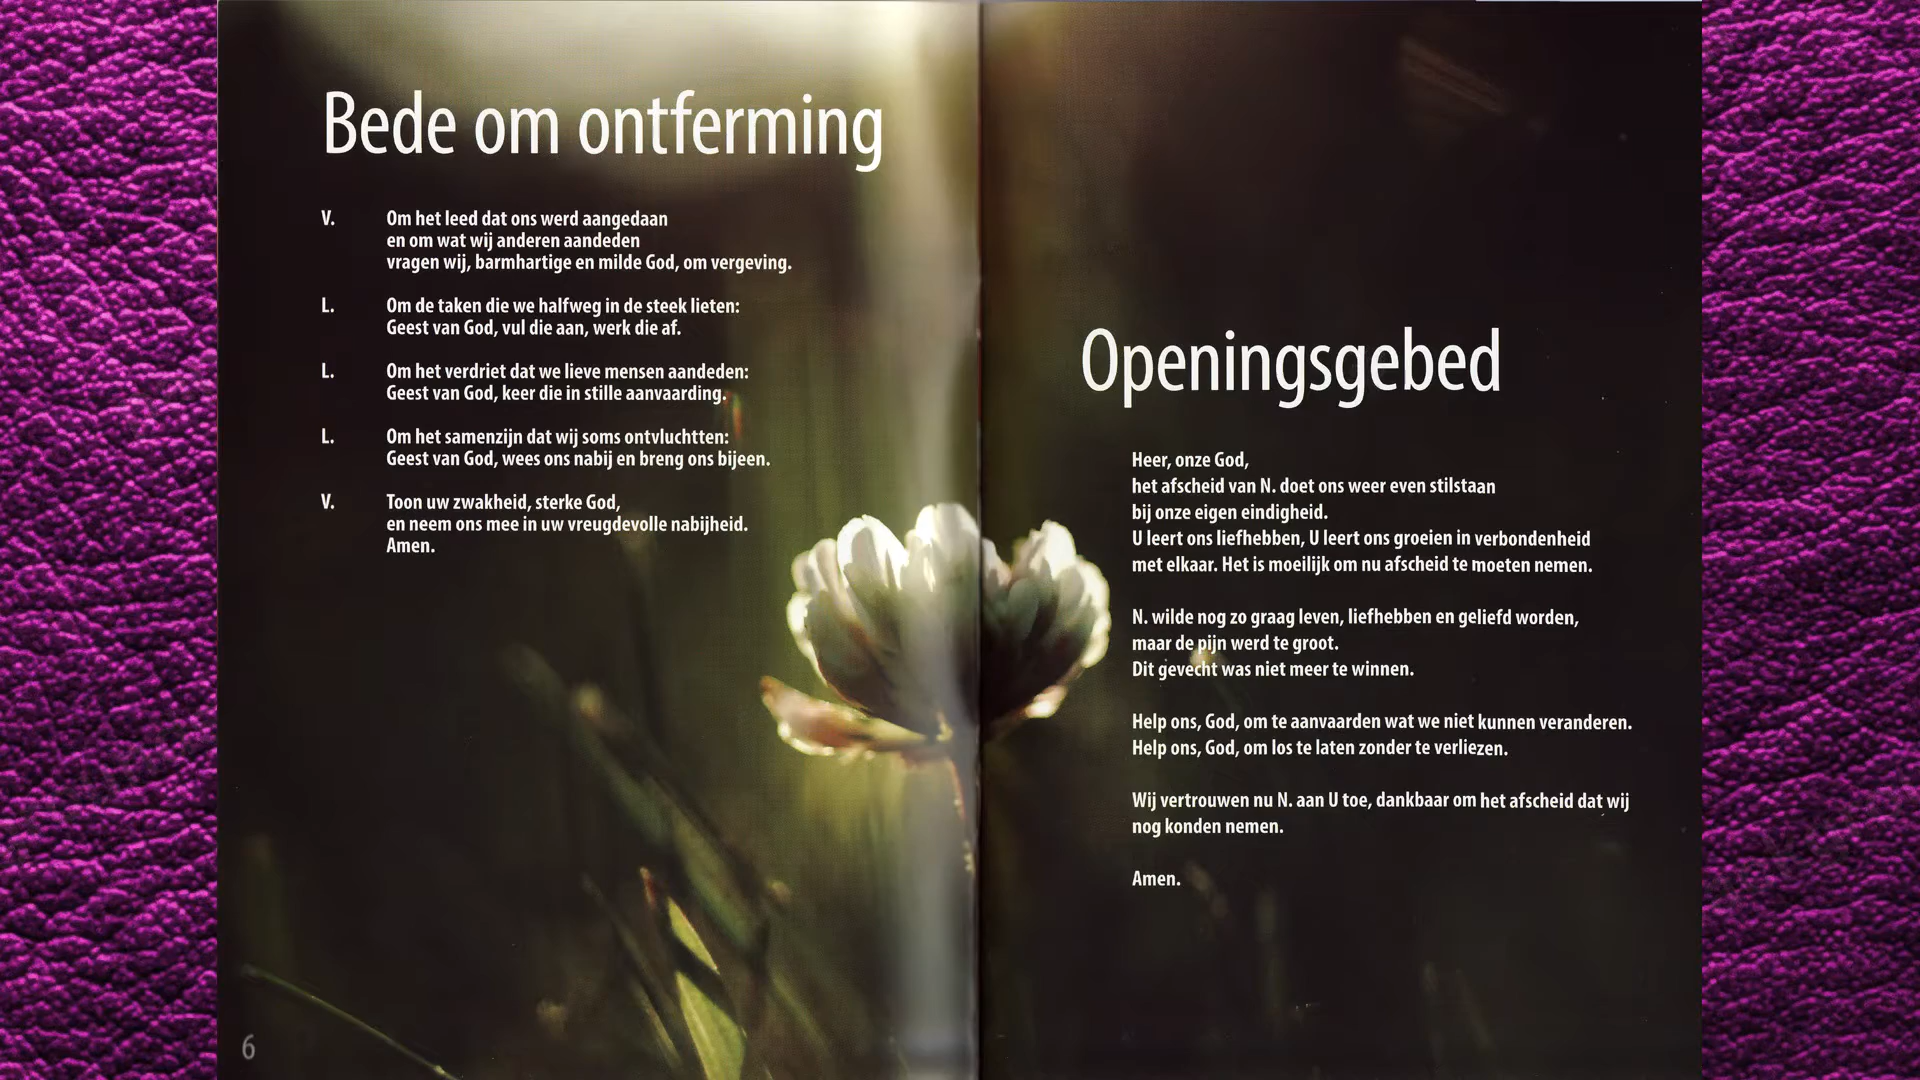 Bede om ontferming
V. Om het leed dat ons werd aangedaan
en om wat wij anderen aandeden
vragen wij, barmhartige en milde God, om vergeving.
L. Om de taken die we halfweg in de steek lieten:
Geest van God, vul die aan, werk die af.
L. Om het verdriet dat we lieve mensen aandeden:
Geest van God, keer die in stille aanvaarding.
L. Om het samenzijn dat wij soms ontvluchtten:
Geest van God, wees ons nabij en breng ons bijeen.
V. Toon uw zwakheid, sterke God,
en neem ons mee in uw vreugdevolle nabijheid.
Amen.
6
Openingsgebed
Heer, onze God,
het afscheid van N. doet ons weer even stilstaan
bij onze eigen eindigheid.
U leert ons liefhebben, U leert ons groeien in verbondenheid
met elkaar. Het is moeilijk om nu afscheid te moeten nemen.
N. wilde nog zo graag leven, liefhebben en geliefd worden,
maar de pijn werd te groot.
Dit gevecht was niet meer te winnen.
Help ons, God, om te aanvaarden wat we niet kunnen veranderen.
Help ons, God, om los te laten zonder te verliezen.
Wij vertrouwen nu N. aan U toe, dankbaar om het afscheid dat wij
nog konden nemen.
Amen.